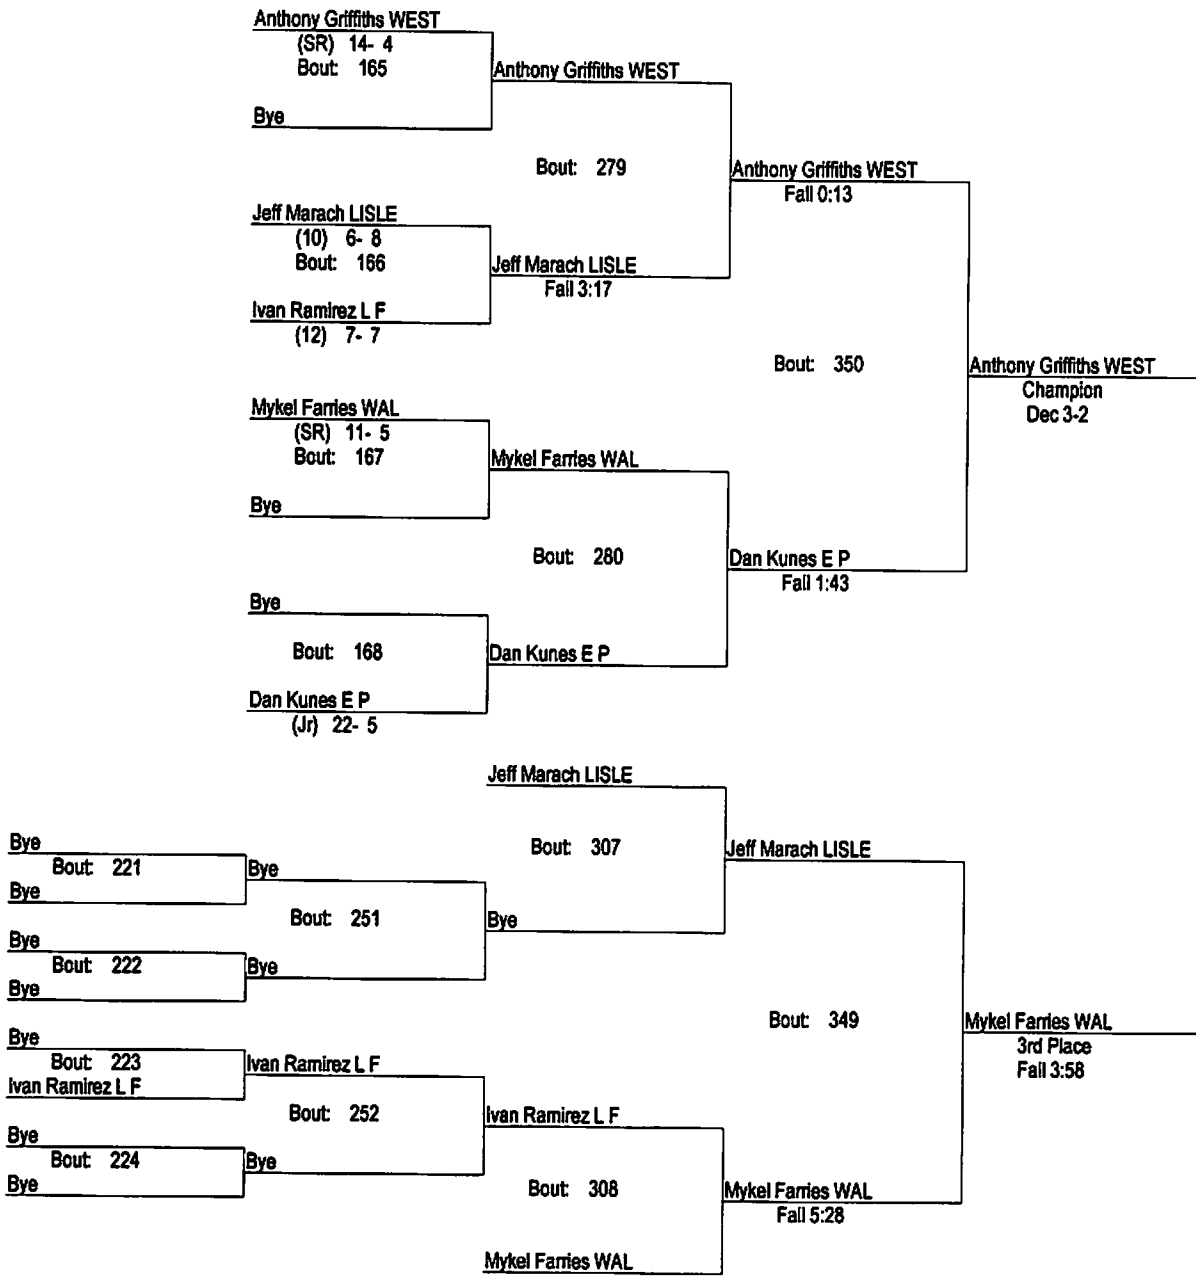 Anthony Griffiths WEST
(SR) 14- 4
Bout: 165
Anthony Griffiths WEST
Bye
Bout: 279
Anthony Griffiths WEST
Fall 0:13
Jeff Marach LISLE
(10) 6- 8
Bout: 166
Jeff Marach LISLE
Fall 3:17
Ivan Ramirez L F
(12) 7- 7
Bout: 350
Anthony Griffiths WEST
Champion
Dec 3-2
Mykel Farries WAL
(SR) 11- 5
Bout: 167
Mykel Farries WAL
Bye
Bout: 280
Dan Kunes E P
Fall 1:43
Bye
Bout: 168
Dan Kunes E P
Dan Kunes E P
(Jr) 22- 5
Jeff Marach LISLE
Bout: 307
Jeff Marach LISLE
Bye
Bout: 221
Bye
Bye
Bout: 251
Bye
Bye
Bout: 222
Bye
Bye
Bout: 349
Mykel Farries WAL
3rd Place
Fall 3:58
Bye
Bout: 223
Ivan Ramirez L F
Ivan Ramirez L F
Bout: 252
Ivan Ramirez L F
Bye
Bout: 224
Bye
Bye
Bout: 308
Mykel Farries WAL
Fall 5:28
Mykel Farries WAL